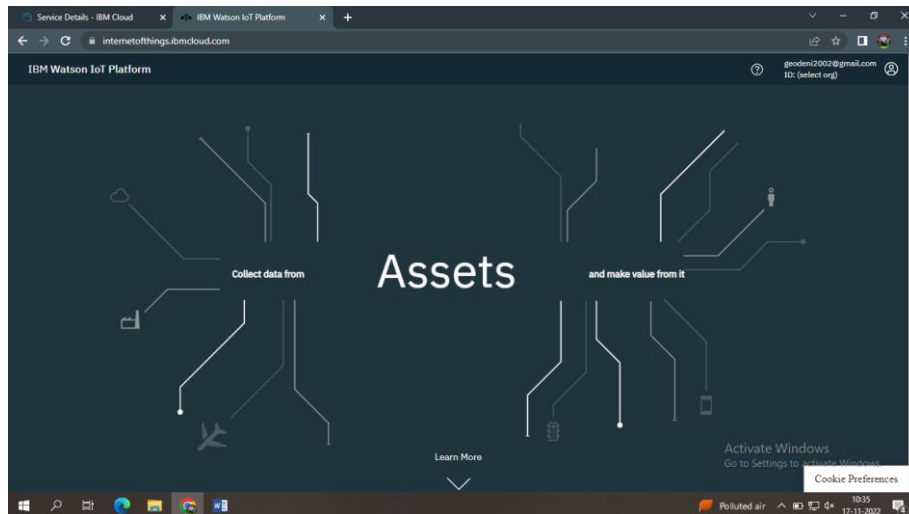 Service Details - IBM Cloud
IBM Watson IoT Platform
internetofthings.ibmcloud.com
IBM Watson IoT Platform
geodeni2002@gmail.com
ID: (select org)
Collect data from
Assets
and make value from it
Learn More
Activate Windows
Go to Settings to activate Windows.
Cookie Preferences
Polluted air
10:35
17-11-2022